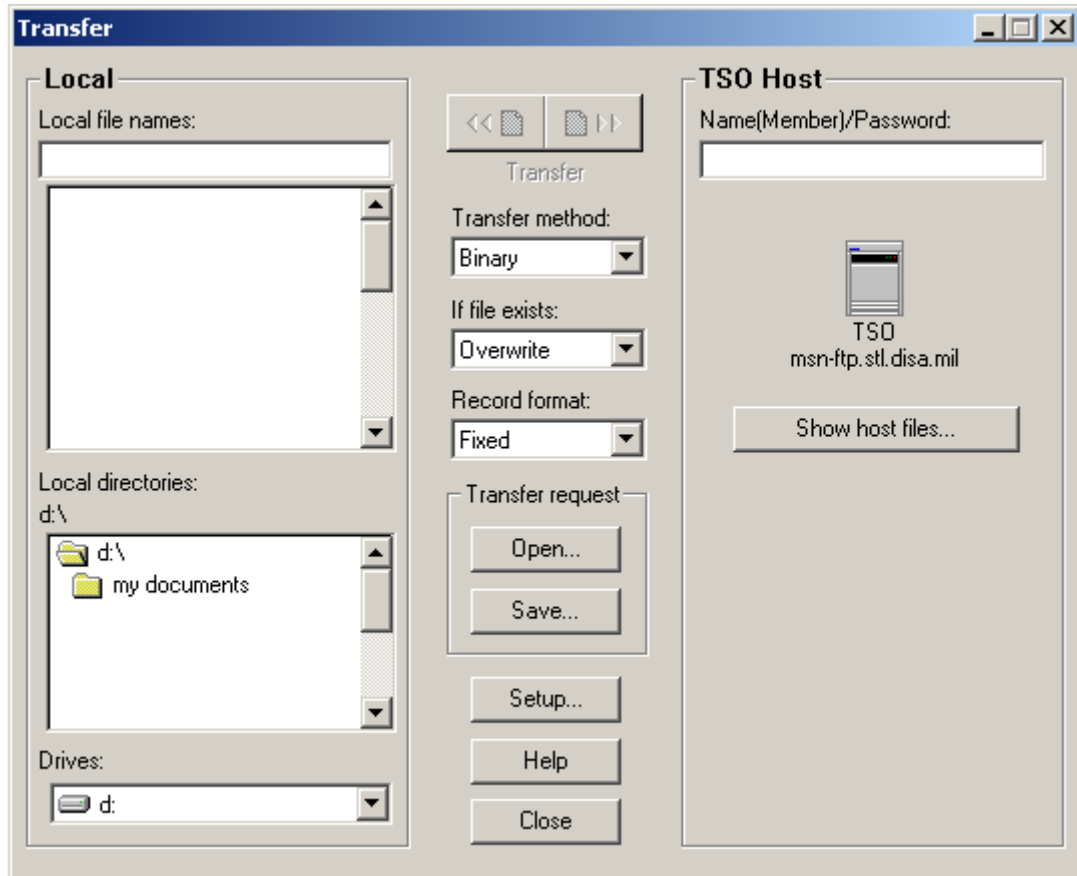 Transfer
Local
Local file names:
Local directories:
d:\
d:\
my documents
Drives:
d:
Transfer
Transfer method:
Binary
If file exists:
Overwrite
Record format:
Fixed
Transfer request
Open...
Save...
Setup...
Help
Close
TSO Host
Name(Member)/Password:
TSO
msn-ftp.stl.disa.mil
Show host files...